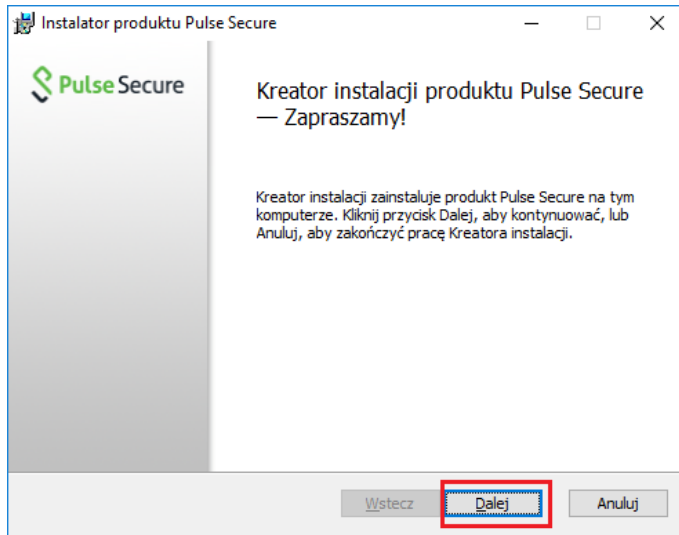 Instalator produktu Pulse Secure
Pulse Secure
Kreator instalacji produktu Pulse Secure
— Zapraszamy!
Kreator instalacji zainstaluje produkt Pulse Secure na tym
komputerze. Kliknij przycisk Dalej, aby kontynuować, lub
Anuluj, aby zakończyć pracę Kreatora instalacji.
Wstecz Dalej Anuluj